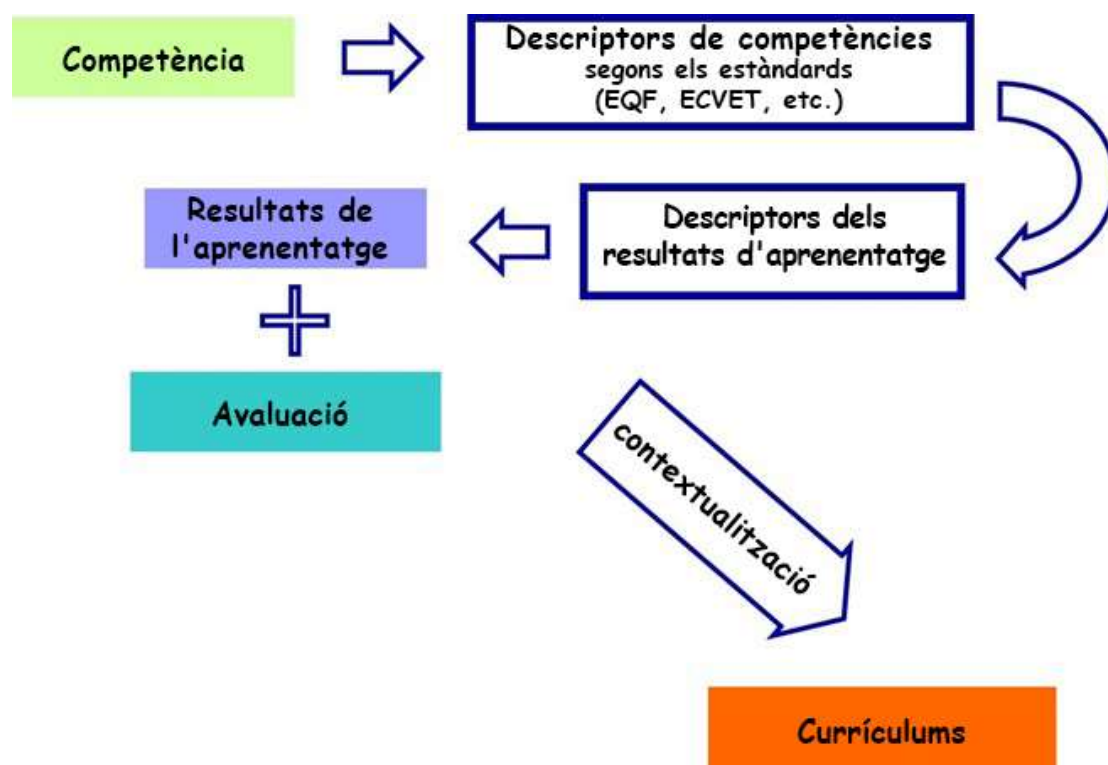 Competència
Descriptors de competències
segons els estàndards
(EQF, ECVET, etc.)
Resultats de
l'aprenentatge
Descriptors dels
resultats d'aprenentatge
Avaluació
contextualització
Currículums